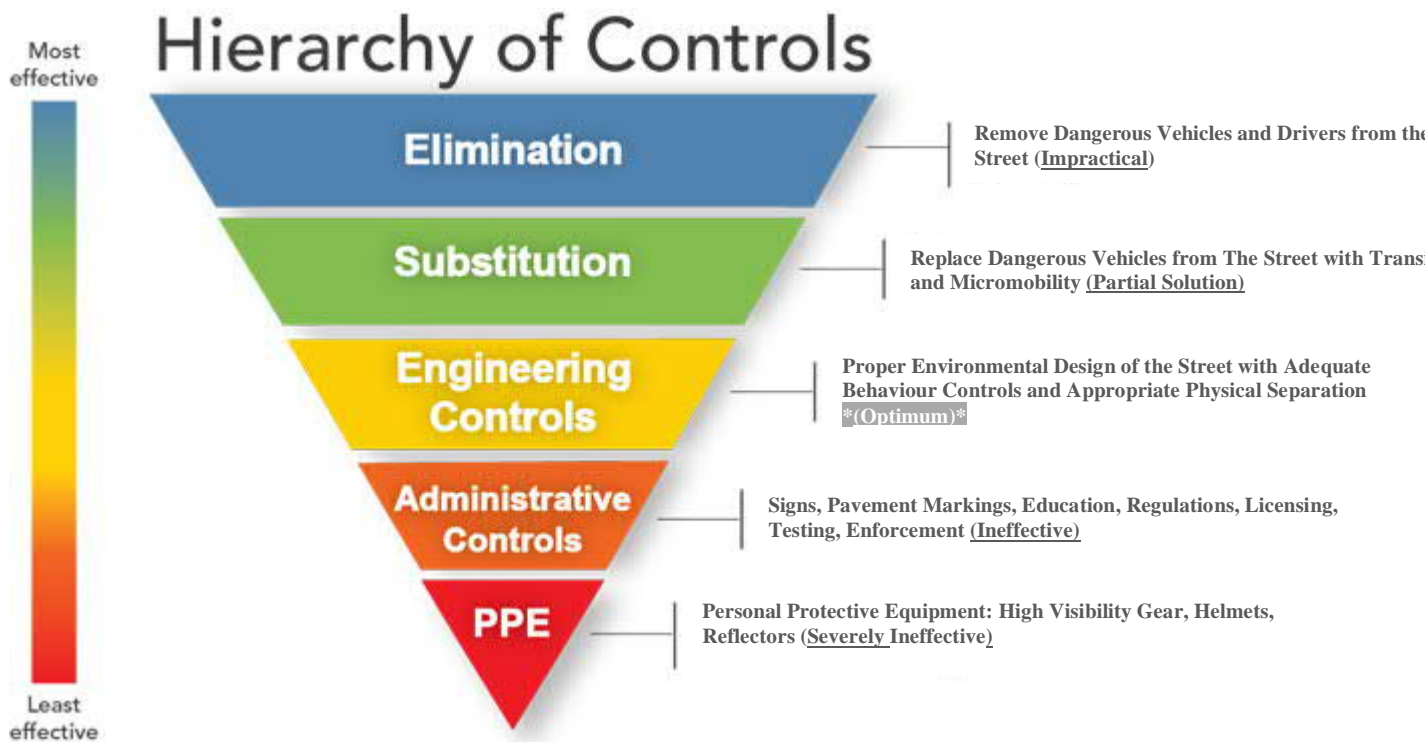 Hierarchy of Controls
Most
effective
Elimination
Remove Dangerous Vehicles and Drivers from the
Street (Impractical)
Substitution
Replace Dangerous Vehicles from The Street with Transi
and Micromobility (Partial Solution)
Engineering
Controls
Proper Environmental Design of the Street with Adequate
Behaviour Controls and Appropriate Physical Separation
*(Optimum)*
Administrative
Controls
Signs, Pavement Markings, Education, Regulations, Licensing,
Testing, Enforcement (Ineffective)
PPE
Personal Protective Equipment: High Visibility Gear, Helmets,
Reflectors (Severely Ineffective)
Least
effective